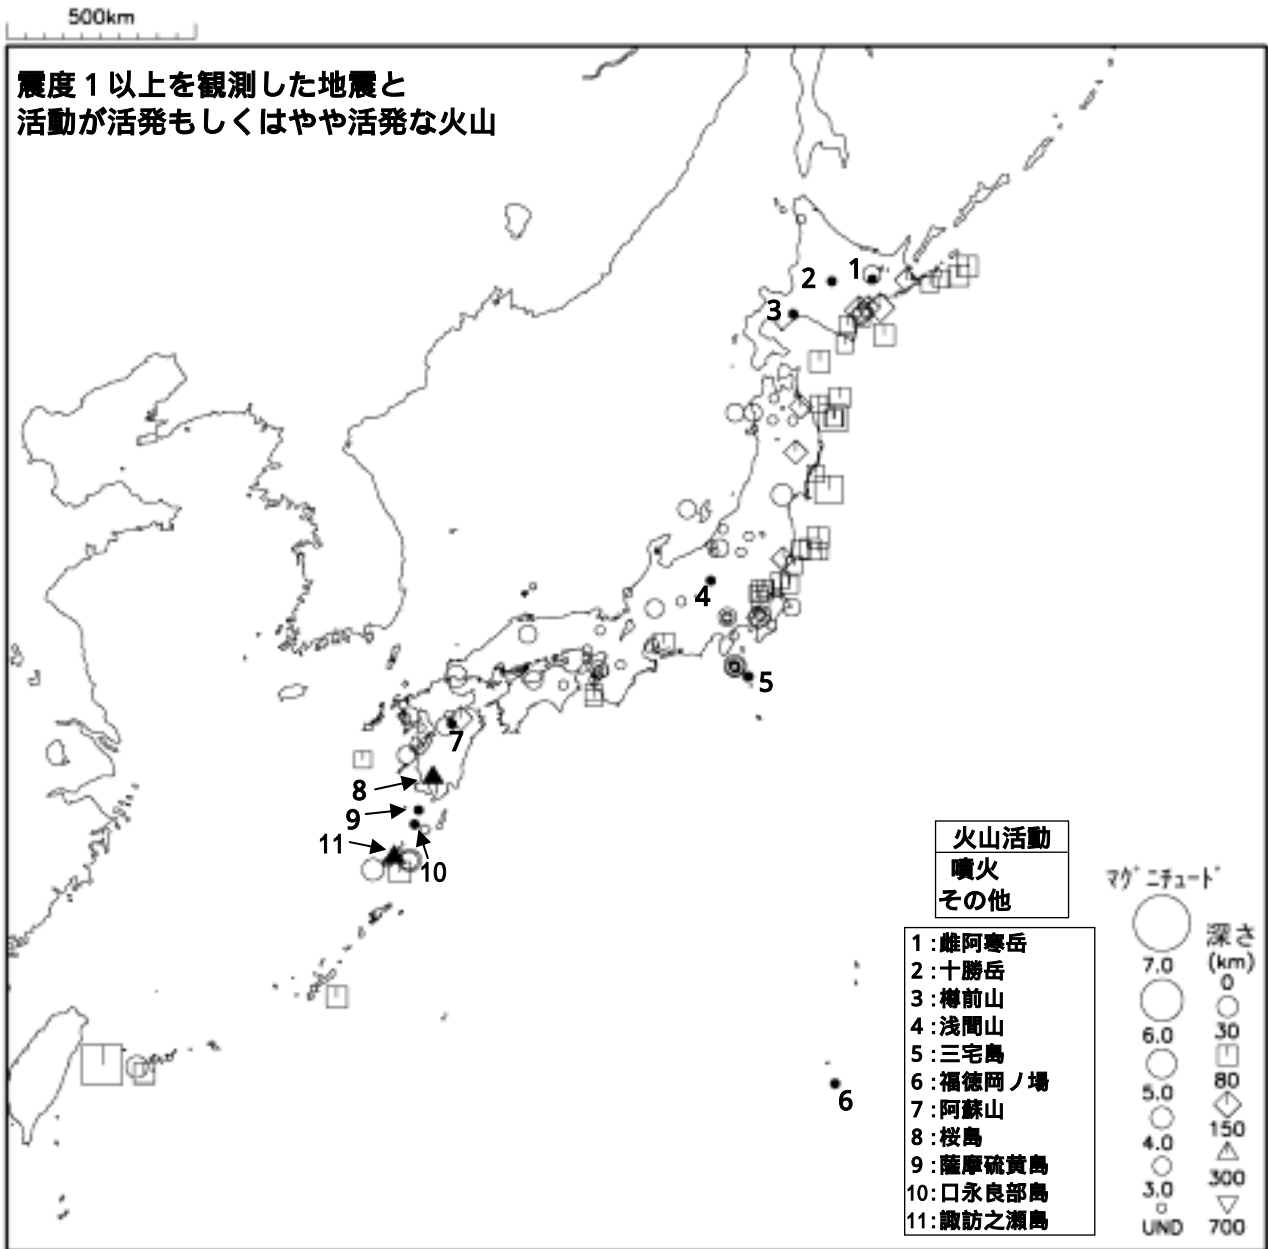 500km
震度１以上を観測した地震と
活動が活発もしくはやや活発な火山
1
2
3
4
5
7
8
9
10
11
6
火山活動
噴火
その他
1:雌阿寒岳
2:十勝岳
3:樽前山
4:浅間山
5:三宅島
6:福徳岡ノ場
7:阿蘇山
8:桜島
9:薩摩硫黄島
10:口永良部島
11:諏訪之瀬島
ﾏｸﾞﾆﾁｭｰﾄﾞ
7.0
6.0
5.0
4.0
3.0
UND
深さ
(km)
0
30
80
150
300
700